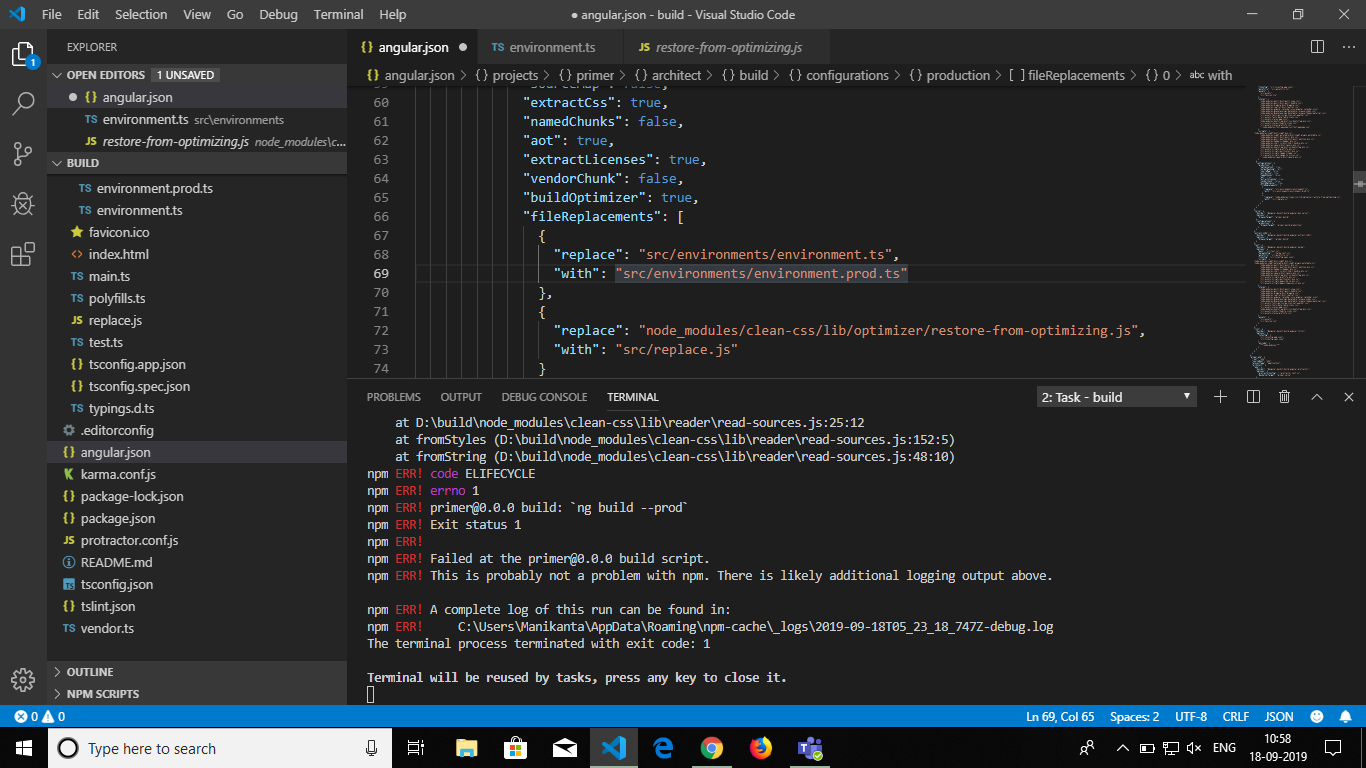 File Edit Selection View Go Debug Terminal Help
● angular.json - build - Visual Studio Code
EXPLORER
OPEN EDITORS 1 UNSAVED
angular.json
TS environment.ts src\environments
JS restore-from-optimizing.js node_modules\c...
BUILD
TS environment.prod.ts
TS environment.ts
favicon.ico
<> index.html
TS main.ts
TS polyfills.ts
JS replace.js
TS test.ts
{} tsconfig.app.json
{} tsconfig.spec.json
TS typings.d.ts
.editorconfig
{} angular.json
karma.conf.js
{} package-lock.json
{} package.json
JS protractor.conf.js
README.md
tsconfig.json
{} tslint.json
TS vendor.ts
OUTLINE
NPM SCRIPTS
1
{} angular.json ●
TS environment.ts
JS restore-from-optimizing.js
{} angular.json > {} projects > {} primer > {} architect > {} build > {} configurations > {} production > [ ] fileReplacements > {} 0 > abc with
59 "sourceMap": false,
60 "extractCss": true,
61 "namedChunks": false,
62 "aot": true,
63 "extractLicenses": true,
64 "vendorChunk": false,
65 "buildOptimizer": true,
66 "fileReplacements": [
67 {
68 "replace": "src/environments/environment.ts",
69 "with": "src/environments/environment.prod.ts"
70 },
71 {
72 "replace": "node_modules/clean-css/lib/optimizer/restore-from-optimizing.js",
73 "with": "src/replace.js"
74 }
PROBLEMS OUTPUT DEBUG CONSOLE TERMINAL
2: Task - build
at D:\build\node_modules\clean-css\lib\reader\read-sources.js:25:12
at fromStyles (D:\build\node_modules\clean-css\lib\reader\read-sources.js:152:5)
at fromString (D:\build\node_modules\clean-css\lib\reader\read-sources.js:48:10)
npm ERR! code ELIFECYCLE
npm ERR! errno 1
npm ERR! primer@0.0.0 build: `ng build --prod`
npm ERR! Exit status 1
npm ERR!
npm ERR! Failed at the primer@0.0.0 build script.
npm ERR! This is probably not a problem with npm. There is likely additional logging output above.
npm ERR! A complete log of this run can be found in:
npm ERR! C:\Users\Manikanta\AppData\Roaming\npm-cache\_logs\2019-09-18T05_23_18_747Z-debug.log
The terminal process terminated with exit code: 1
Terminal will be reused by tasks, press any key to close it.
0 0
Ln 69, Col 65 Spaces: 2 UTF-8 CRLF JSON
Type here to search
ENG
10:58
18-09-2019